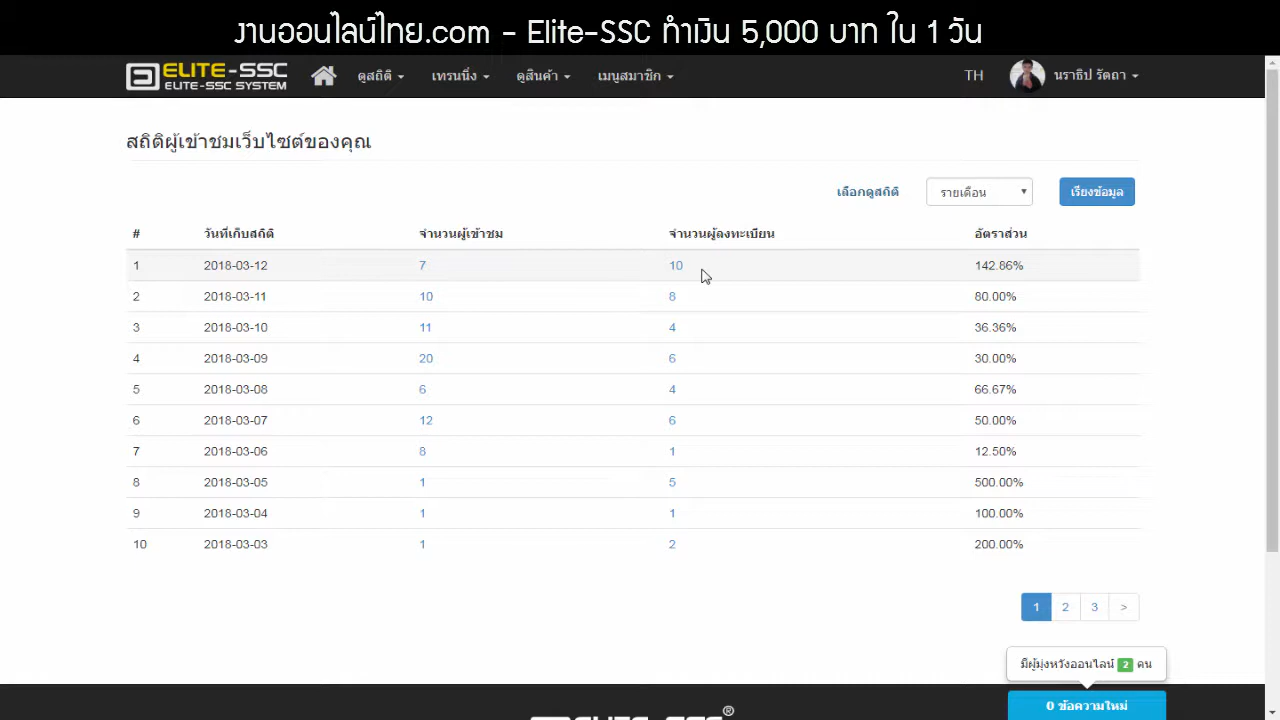 งานออนไลน์ไทย.com - Elite-SSC ทำเงิน 5,000 บาท ใน 1 วัน
ELITE-SSC
ELITE-SSC SYSTEM
ดูสถิติ
เทรนนิ่ง
ดูสินค้า
เมนูสมาชิก
TH
นราธิป รัตถา
สถิติผู้เข้าชมเว็บไซต์ของคุณ
เลือกดูสถิติ
รายเดือน
เรียงข้อมูล
# วันที่เก็บสถิติ จำนวนผู้เข้าชม จำนวนผู้ลงทะเบียน อัตราส่วน
1 2018-03-12 7 10 142.86%
2 2018-03-11 10 8 80.00%
3 2018-03-10 11 4 36.36%
4 2018-03-09 20 6 30.00%
5 2018-03-08 6 4 66.67%
6 2018-03-07 12 6 50.00%
7 2018-03-06 8 1 12.50%
8 2018-03-05 1 5 500.00%
9 2018-03-04 1 1 100.00%
10 2018-03-03 1 2 200.00%
1 2 3 >
มีผู้มุ่งหวังออนไลน์ 2 คน
0 ข้อความใหม่
ELITE-SSC ®